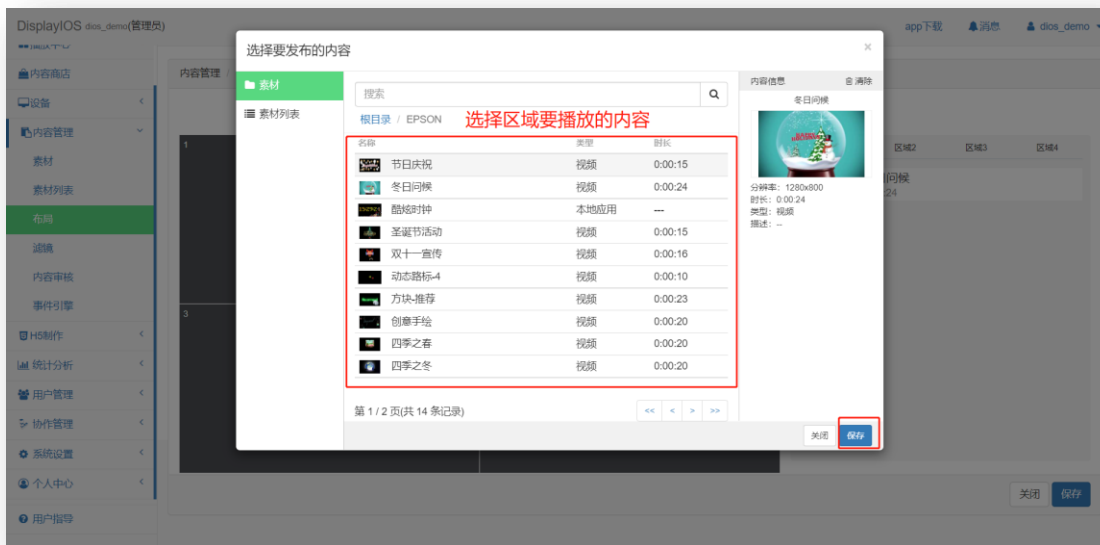 DisplayIOS dios_demo(管理员)
app下载
消息
dios_demo
内容商店
设备
内容管理
素材
素材列表
布局
滤镜
内容审核
事件引擎
H5制作
统计分析
用户管理
协作管理
系统设置
个人中心
用户指导
内容管理 /
1
3
区域2
区域3
区域4
问候
24
关闭
保存
选择要发布的内容
×
素材
素材列表
搜索
根目录 / EPSON
选择区域要播放的内容
名称 类型 时长
节日庆祝 视频 0:00:15
冬日问候 视频 0:00:24
酷炫时钟 本地应用 ---
圣诞节活动 视频 0:00:15
双十一宣传 视频 0:00:16
动态路标-4 视频 0:00:10
方块-推荐 视频 0:00:23
创意手绘 视频 0:00:20
四季之春 视频 0:00:20
四季之冬 视频 0:00:20
第 1 / 2 页(共 14 条记录)
<< < > >>
内容信息 清除
冬日问候
分辨率: 1280x800
时长: 0:00:24
类型: 视频
描述: --
关闭 保存